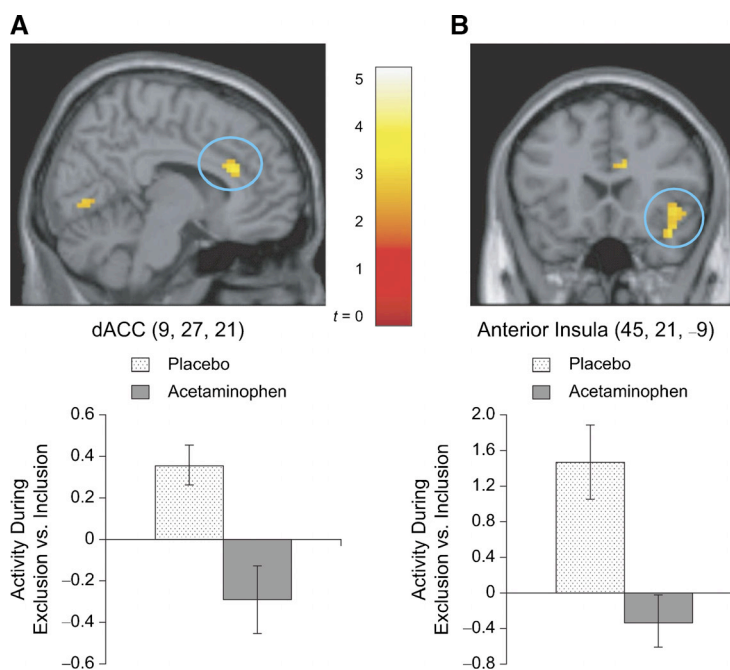 A
B
5
4
3
2
1
t = 0
dACC (9, 27, 21)
Anterior Insula (45, 21, –9)
Placebo
Acetaminophen
Placebo
Acetaminophen
Activity During
Exclusion vs. Inclusion
0.6
0.4
0.2
0
–0.2
–0.4
–0.6
Activity During
Exclusion vs. Inclusion
2.0
1.6
1.2
0.8
0.4
0
–0.4
–0.8